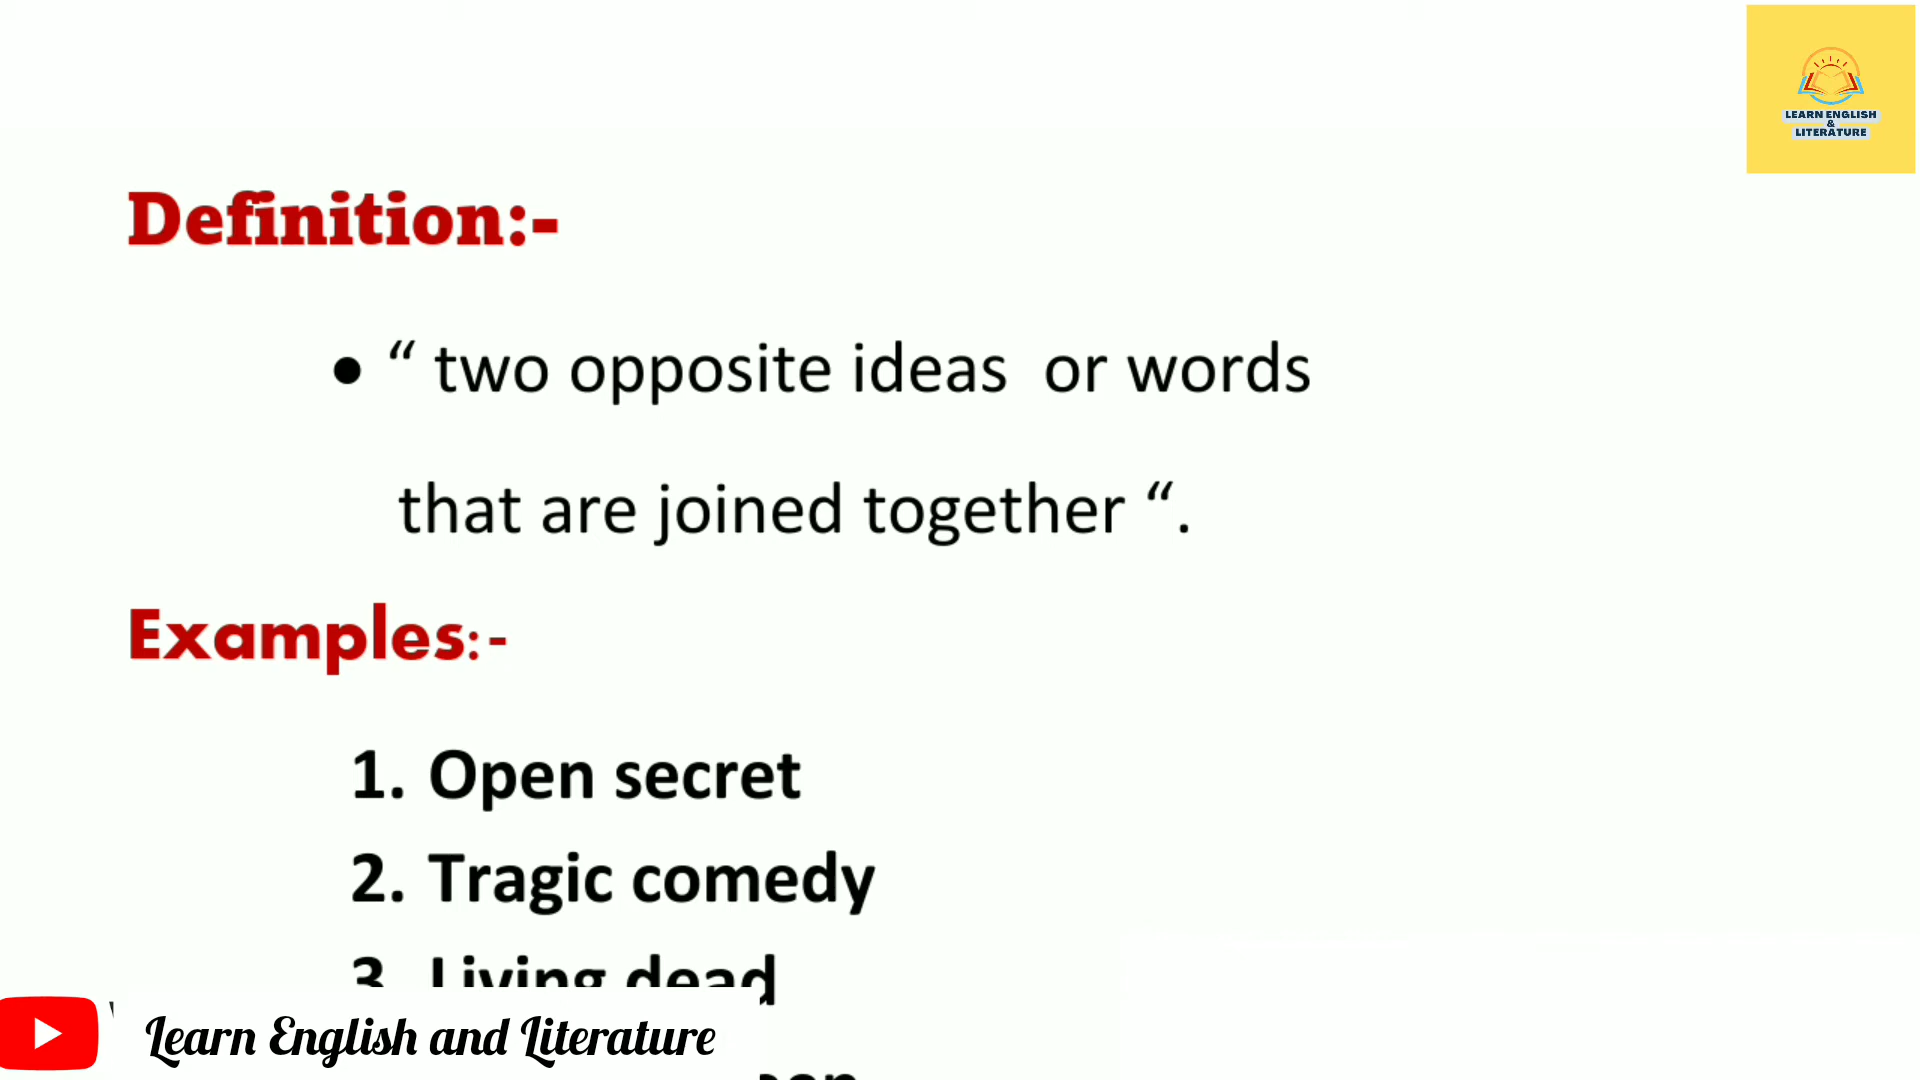 LEARN ENGLISH
&
LITERATURE
Definition:-
• “ two opposite ideas  or words
that are joined together “.
Examples:-
1. Open secret
2. Tragic comedy
3. Living dead
Learn English and Literature